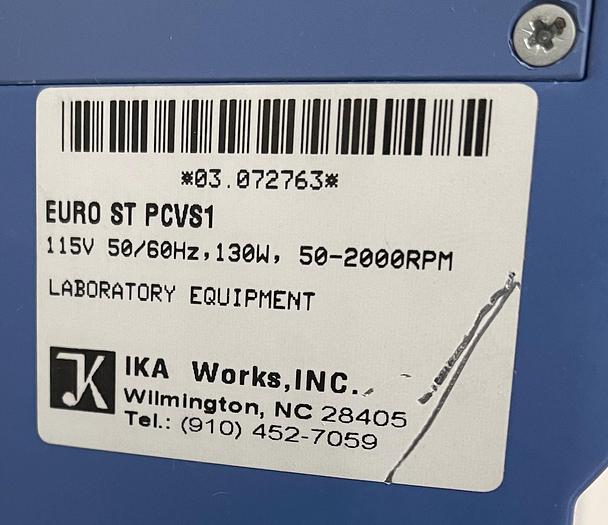 *03.072763*
EURO ST PCVS1
115V 50/60Hz,130W, 50-2000RPM
LABORATORY EQUIPMENT
IKA Works,INC.
Wilmington, NC 28405
Tel.: (910) 452-7059